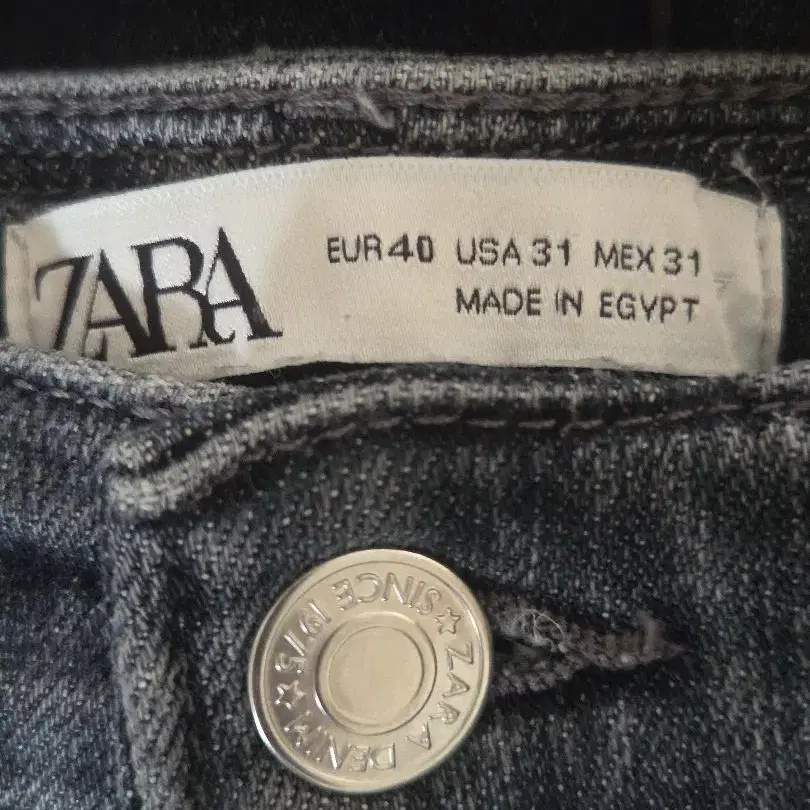 ZARA
EUR 40 USA 31 MEX 31
MADE IN EGYPT
ZARA DENIM ☆ SINCE 1975 ☆